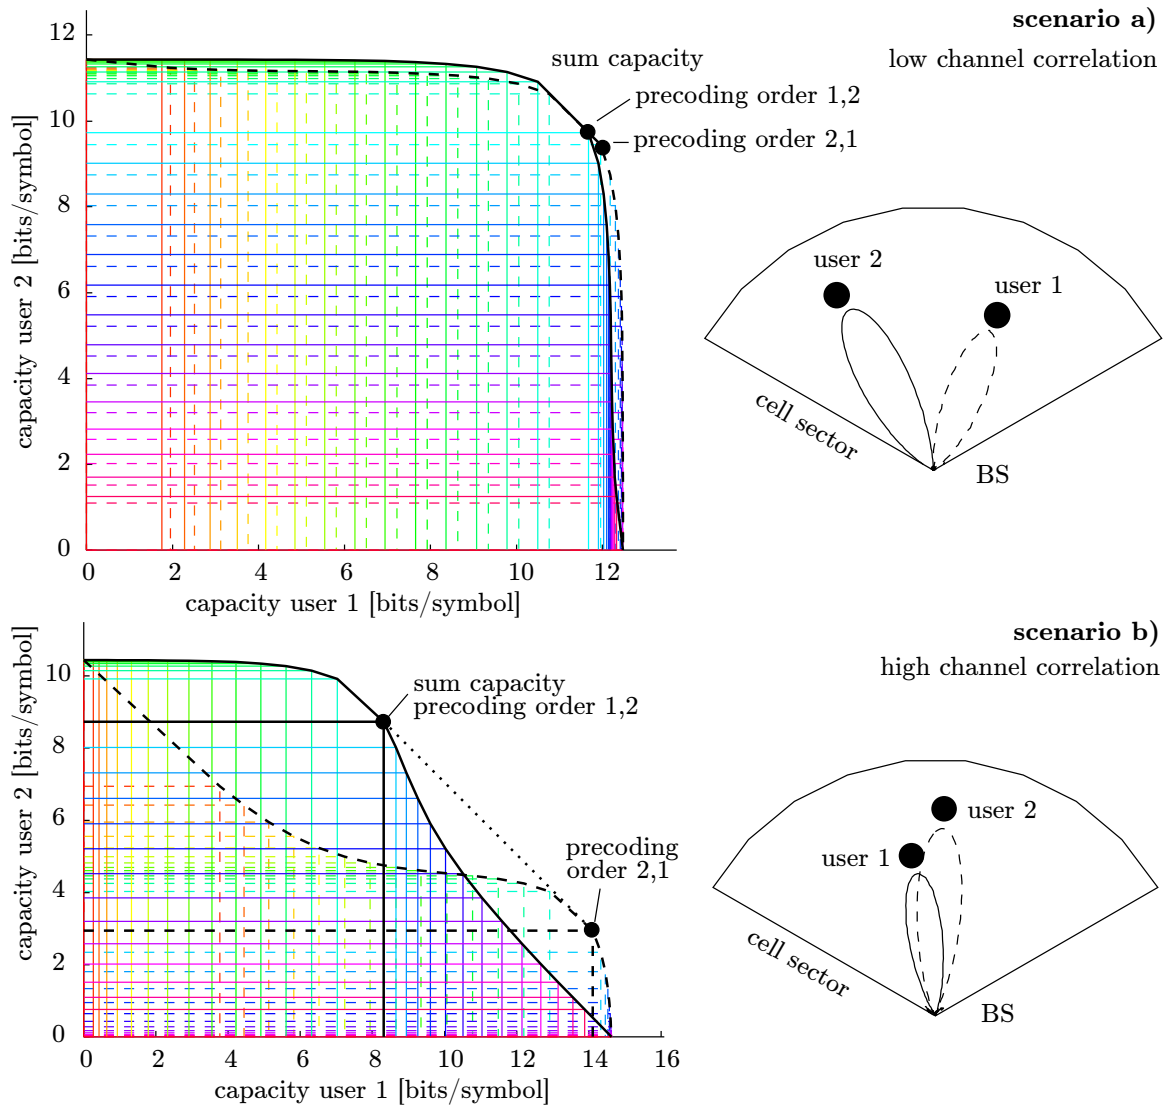 scenario a)
low channel correlation
12
10
8
6
4
2
0
capacity user 2 [bits/symbol]
sum capacity
precoding order 1,2
precoding order 2,1
0 2 4 6 8 10 12
capacity user 1 [bits/symbol]
user 2
user 1
cell sector
BS
scenario b)
high channel correlation
10
8
6
4
2
0
capacity user 2 [bits/symbol]
sum capacity
precoding order 1,2
precoding
order 2,1
0 2 4 6 8 10 12 14 16
capacity user 1 [bits/symbol]
user 2
user 1
cell sector
BS